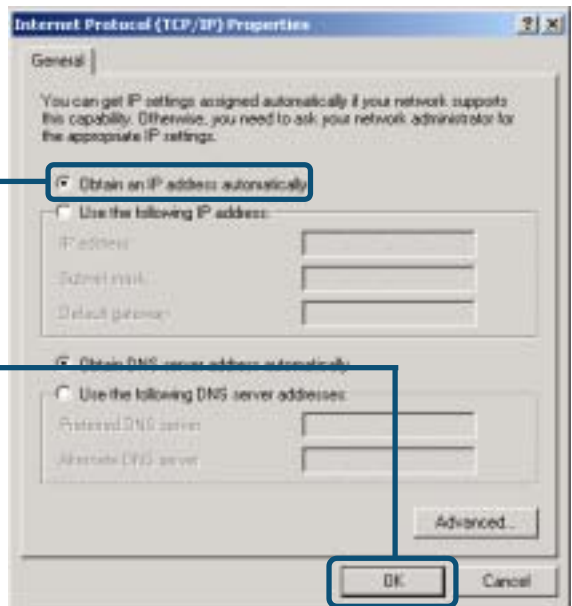 Internet Protocol (TCP/IP) Properties
General
You can get IP settings assigned automatically if your network supports
this capability. Otherwise, you need to ask your network administrator for
the appropriate IP settings.
Obtain an IP address automatically
Use the following IP address:
IP address:
Subnet mask:
Default gateway:
Obtain DNS server address automatically
Use the following DNS server addresses:
Preferred DNS server:
Alternate DNS server:
Advanced...
OK
Cancel